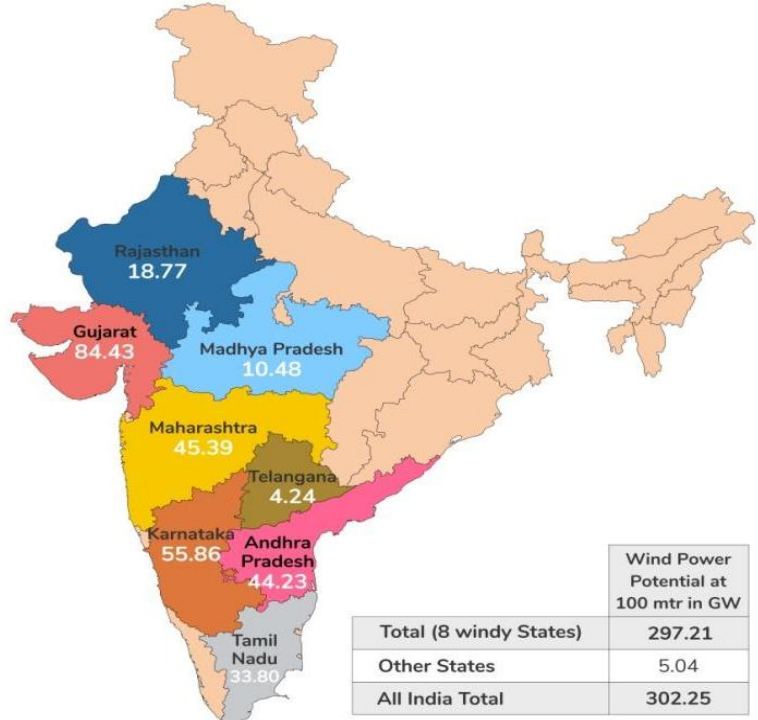 Rajasthan
18.77
Gujarat
84.43
Madhya Pradesh
10.48
Maharashtra
45.39
Telangana
4.24
Karnataka
55.86
Andhra
Pradesh
44.23
Tamil
Nadu
33.80
Wind Power
Potential at
100 mtr in GW
Total (8 windy States) 297.21
Other States 5.04
All India Total 302.25